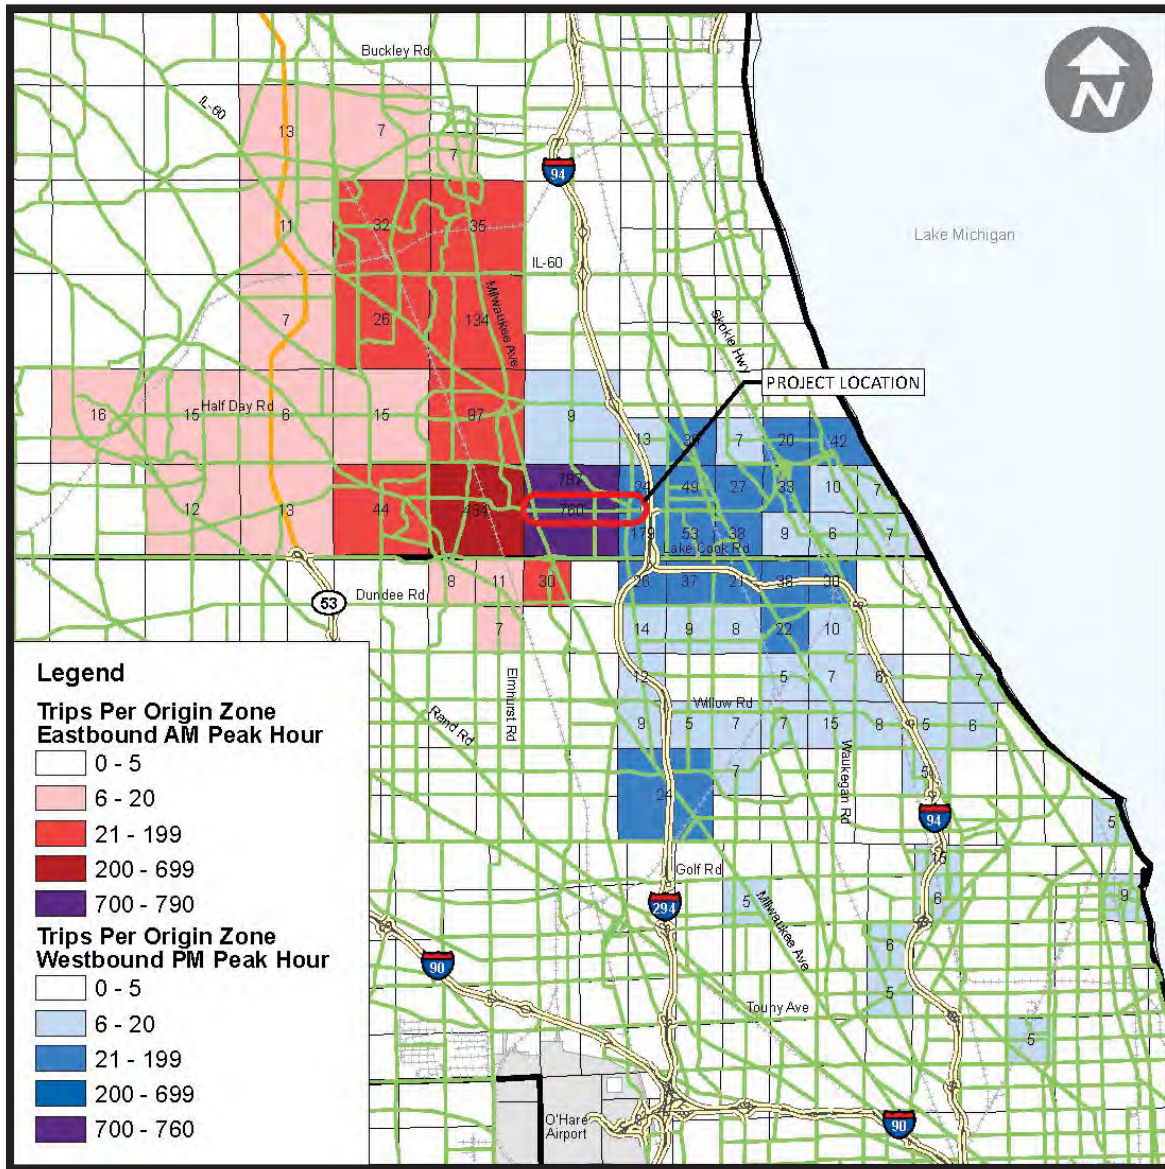 Buckley Rd
IL-60
N
13
7
7
94
11
32
35
Lake Michigan
IL-60
Milwaukee Ave
7
26
134
Skokie Hwy
PROJECT LOCATION
16
15
Half Day Rd
6
15
97
9
13
7
20
42
787
24
49
27
33
10
7
12
13
44
760
179
53
38
9
6
7
Lake Cook Rd
8
11
30
26
37
21
38
30
Dundee Rd
53
7
14
9
8
22
10
12
5
7
6
7
Elmhurst Rd
Willow Rd
Rand Rd
9
5
7
7
15
8
5
6
7
Waukegan Rd
24
94
5
Golf Rd
294
5
Milwaukee Ave
6
9
6
90
5
Touhy Ave
5
O'Hare
Airport
90
Legend
Trips Per Origin Zone
Eastbound AM Peak Hour
0 - 5
6 - 20
21 - 199
200 - 699
700 - 790
Trips Per Origin Zone
Westbound PM Peak Hour
0 - 5
6 - 20
21 - 199
200 - 699
700 - 760